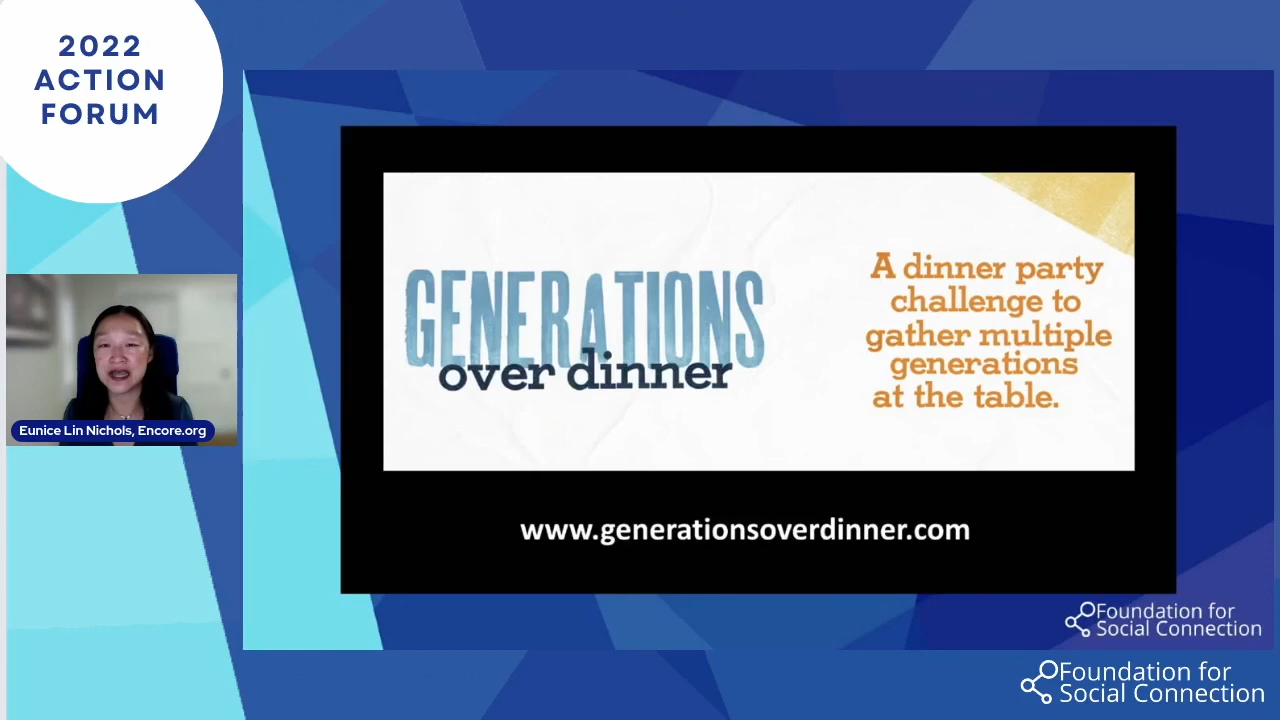 2022
ACTION
FORUM
GENERATIONS
over dinner
A dinner party
challenge to
gather multiple
generations
at the table.
www.generationsoverdinner.com
Eunice Lin Nichols, Encore.org
Foundation for
Social Connection
Foundation for
Social Connection